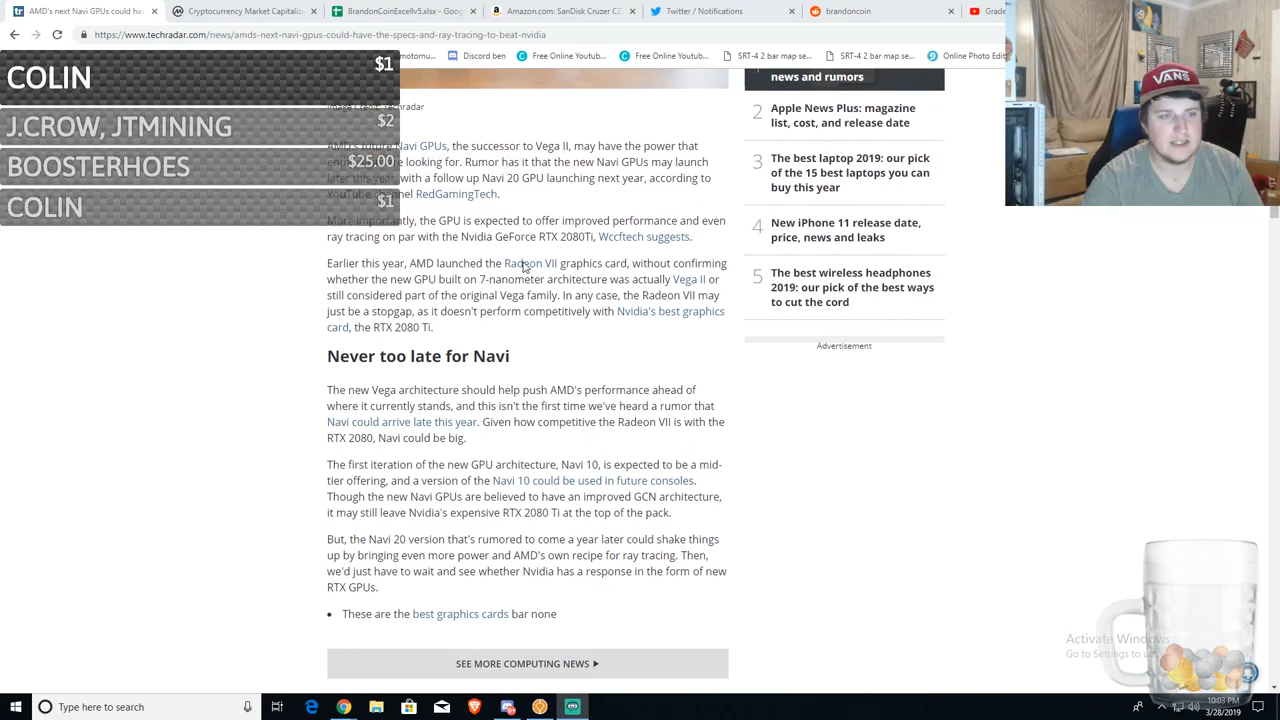 AMD's next Navi GPUs could hav
Cryptocurrency Market Capitaliz
BrandonCoinExcellv5.xlsx - Goog
Amazon.com: SanDisk Cruzer CZ
Twitter / Notifications
brandoncoin
Grade
https://www.techradar.com/news/amds-next-navi-gpus-could-have-the-specs-and-ray-tracing-to-beat-nvidia
motornu
Discord ben
Free Online Youtub...
Free Online Youtub...
SRT-4 2 bar map se...
SRT-4 2 bar map se...
Online Photo Edit
COLIN $1
J.CROW, JTMINING $2
BOOSTERHOES $25.00
COLIN $1
Image Credit: Techradar
AMD's future Navi GPUs, the successor to Vega II, may have the power that
looking for. Rumor has it that the new Navi GPUs may launch
later this year, with a follow up Navi 20 GPU launching next year, according to
YouTube channel RedGamingTech.
More importantly, the GPU is expected to offer improved performance and even
ray tracing on par with the Nvidia GeForce RTX 2080Ti, Wccftech suggests.
Earlier this year, AMD launched the Radeon VII graphics card, without confirming
whether the new GPU built on 7-nanometer architecture was actually Vega II or
still considered part of the original Vega family. In any case, the Radeon VII may
just be a stopgap, as it doesn't perform competitively with Nvidia's best graphics
card, the RTX 2080 Ti.
Never too late for Navi
The new Vega architecture should help push AMD's performance ahead of
where it currently stands, and this isn't the first time we've heard a rumor that
Navi could arrive late this year. Given how competitive the Radeon VII is with the
RTX 2080, Navi could be big.
The first iteration of the new GPU architecture, Navi 10, is expected to be a mid-
tier offering, and a version of the Navi 10 could be used in future consoles.
Though the new Navi GPUs are believed to have an improved GCN architecture,
it may still leave Nvidia's expensive RTX 2080 Ti at the top of the pack.
But, the Navi 20 version that's rumored to come a year later could shake things
up by bringing even more power and AMD's own recipe for ray tracing. Then,
we'd just have to wait and see whether Nvidia has a response in the form of new
RTX GPUs.
• These are the best graphics cards bar none
SEE MORE COMPUTING NEWS
news and rumors
2 Apple News Plus: magazine
list, cost, and release date
3 The best laptop 2019: our pick
of the 15 best laptops you can
buy this year
4 New iPhone 11 release date,
price, news and leaks
5 The best wireless headphones
2019: our pick of the best ways
to cut the cord
Advertisement
VANS
Activate Windows
Go to Settings to
Type here to search
10:03 PM
3/28/2019